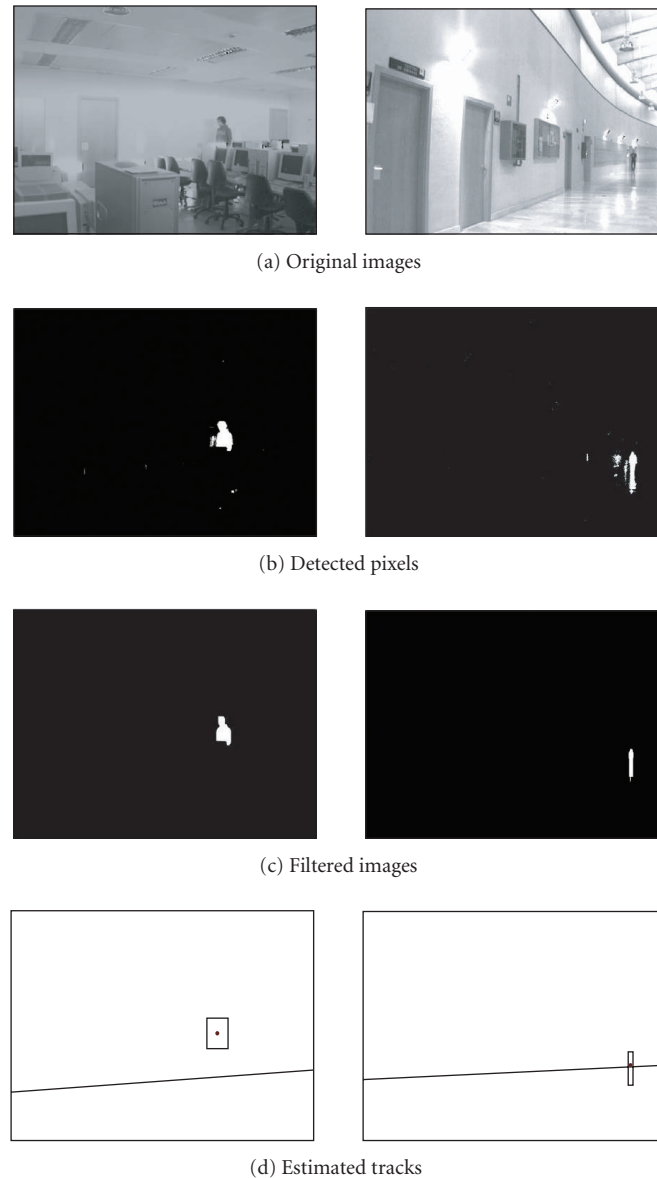 (a) Original images
(b) Detected pixels
(c) Filtered images
(d) Estimated tracks